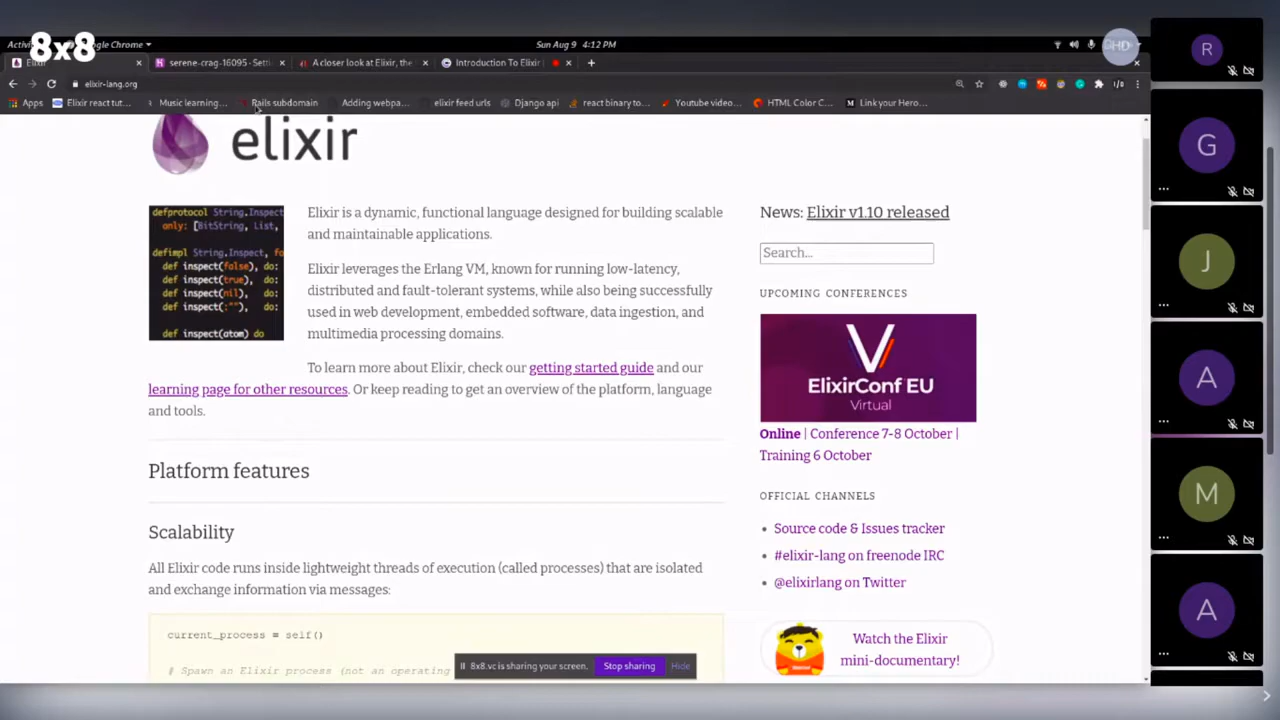 8x8
Google Chrome
Sun Aug 9 4:12 PM
HD
Elixir
serene-crag-16095 - Setti
A closer look at Elixir, the
Introduction To Elixir
elixir-lang.org
Apps
Elixir react tut...
Music learning...
Rails subdomain
Adding webpa...
elixir feed urls
Django api
react binary to...
Youtube video...
HTML Color C...
Link your Hero...
elixir
defprotocol String.Inspect
only: [BitString, List,
defimpl String.Inspect, fo
def inspect(false), do:
def inspect(true), do:
def inspect(nil), do:
def inspect(:""), do:
def inspect(atom) do
Elixir is a dynamic, functional language designed for building scalable
and maintainable applications.
Elixir leverages the Erlang VM, known for running low-latency,
distributed and fault-tolerant systems, while also being successfully
used in web development, embedded software, data ingestion, and
multimedia processing domains.
To learn more about Elixir, check our getting started guide and our
learning page for other resources. Or keep reading to get an overview of the platform, language
and tools.
Platform features
Scalability
All Elixir code runs inside lightweight threads of execution (called processes) that are isolated
and exchange information via messages:
current_process = self()
# Spawn an Elixir process (not an operating
News: Elixir v1.10 released
Search...
UPCOMING CONFERENCES
ElixirConf EU
Virtual
Online | Conference 7-8 October |
Training 6 October
OFFICIAL CHANNELS
Source code & Issues tracker
#elixir-lang on freenode IRC
@elixirlang on Twitter
Watch the Elixir
mini-documentary!
8x8.vc is sharing your screen.
Stop sharing
Hide
R
G
J
A
M
A